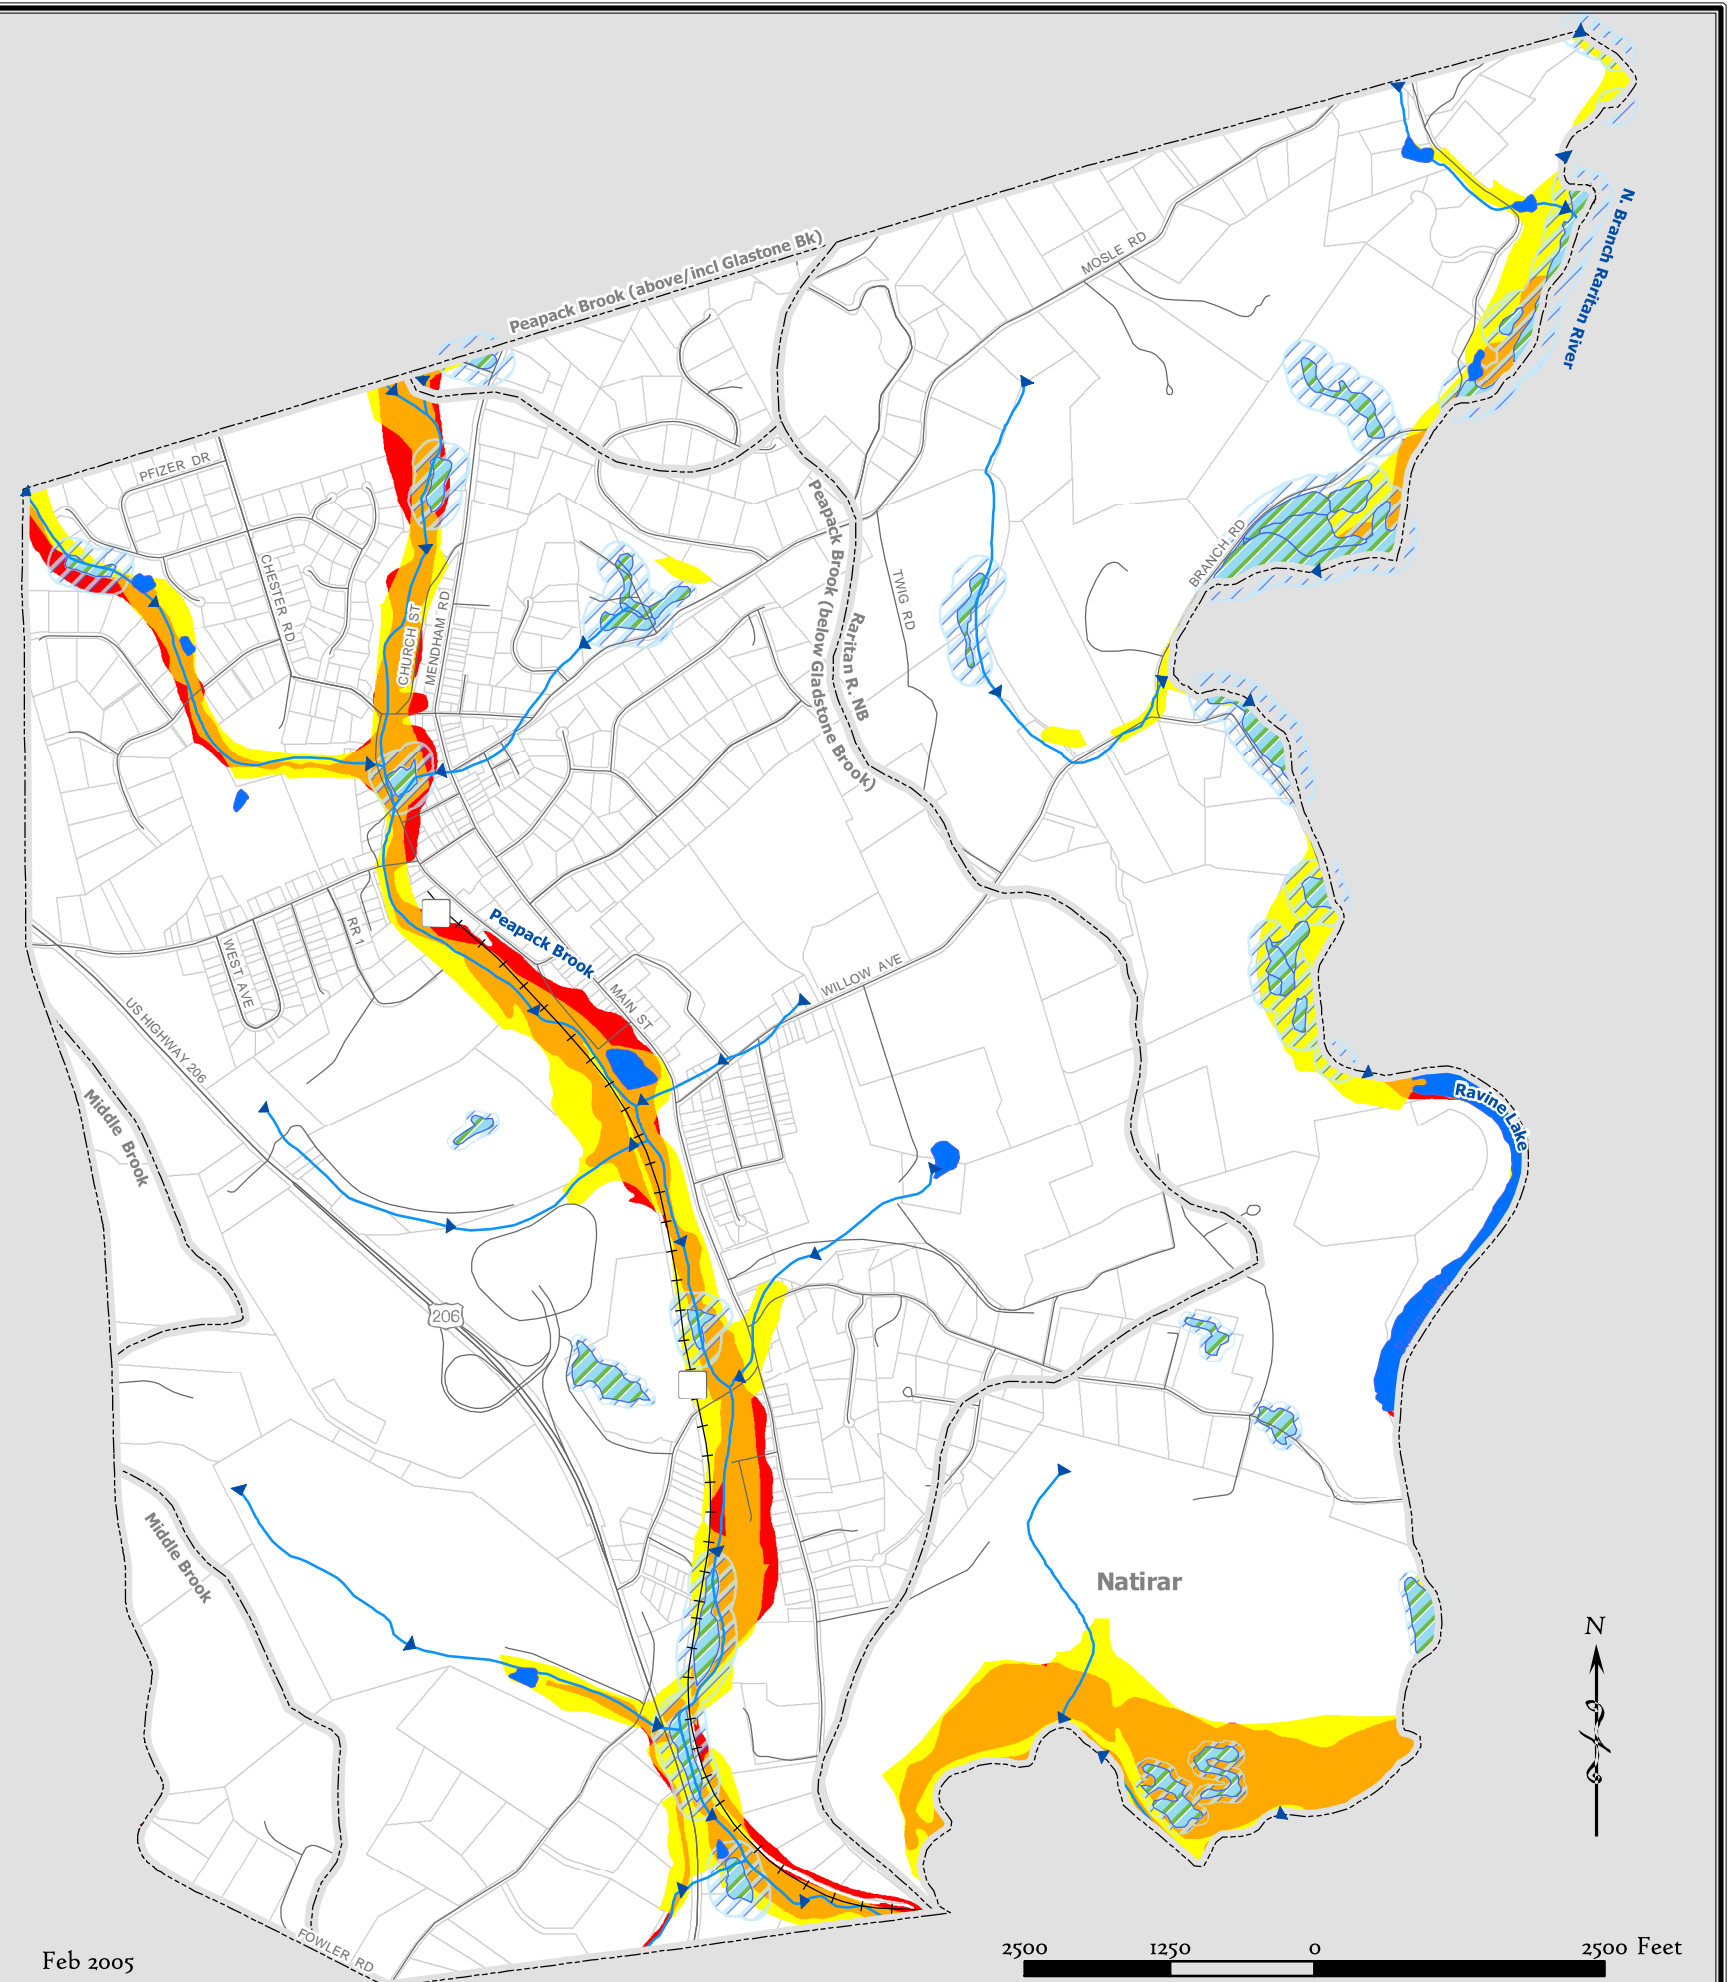 N. Branch Raritan River
Peapack Brook (above/incl Glastone Bk)
MOSLE RD
PFIZER DR
CHESTER RD
CHURCH ST
MENDHAM RD
Peapack Brook (below Gladstone Brook)
Raritan R. NB
TWIG RD
BRANCH RD
WEST AVE
RR 1
Peapack Brook
MAIN ST
WILLOW AVE
US HIGHWAY 206
Middle Brook
Ravine Lake
206
Middle Brook
Natirar
N
FOWLER RD
Feb 2005
2500 1250 0 2500 Feet